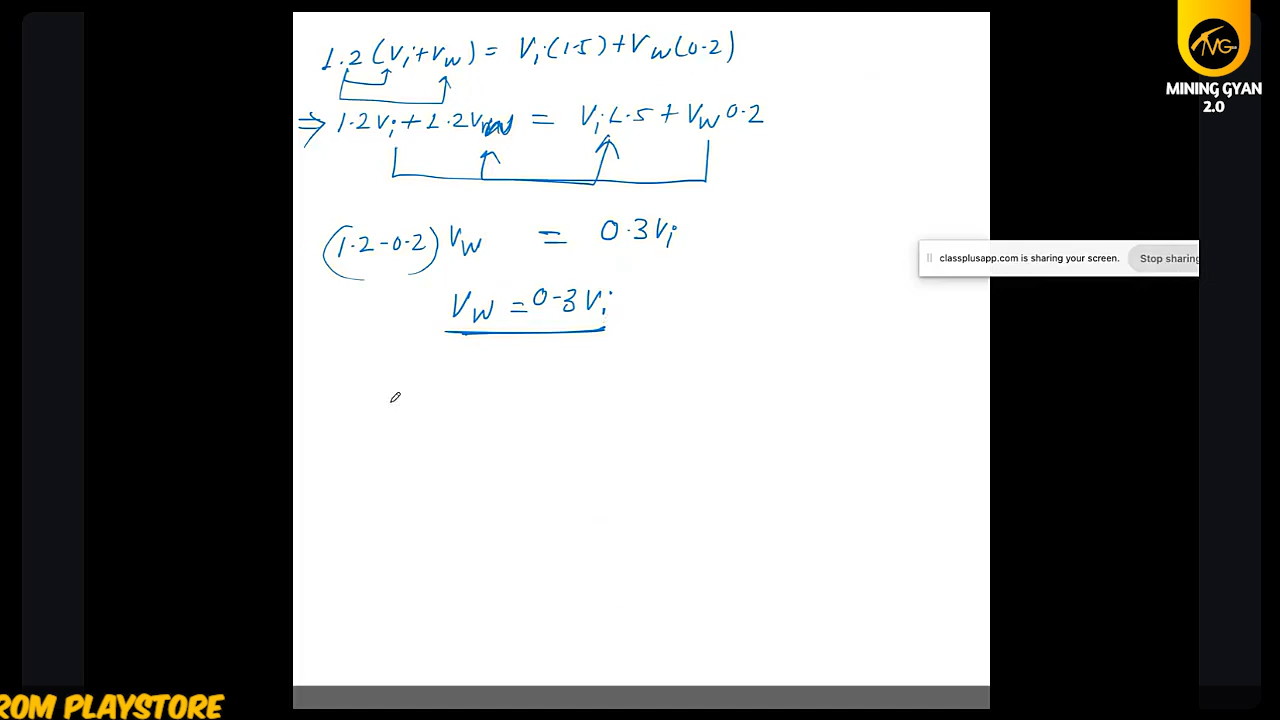 1.2 (Vi+Vw) = Vi(1.5)+Vw(0.2)
⇒ 1.2Vi + 1.2Vw = Vi1.5 + Vw0.2
(1.2-0.2) Vw = 0.3Vi
Vw = 0.3Vi
MINING GYAN
2.0
classplusapp.com is sharing your screen.
Stop sharing
ROM PLAYSTORE